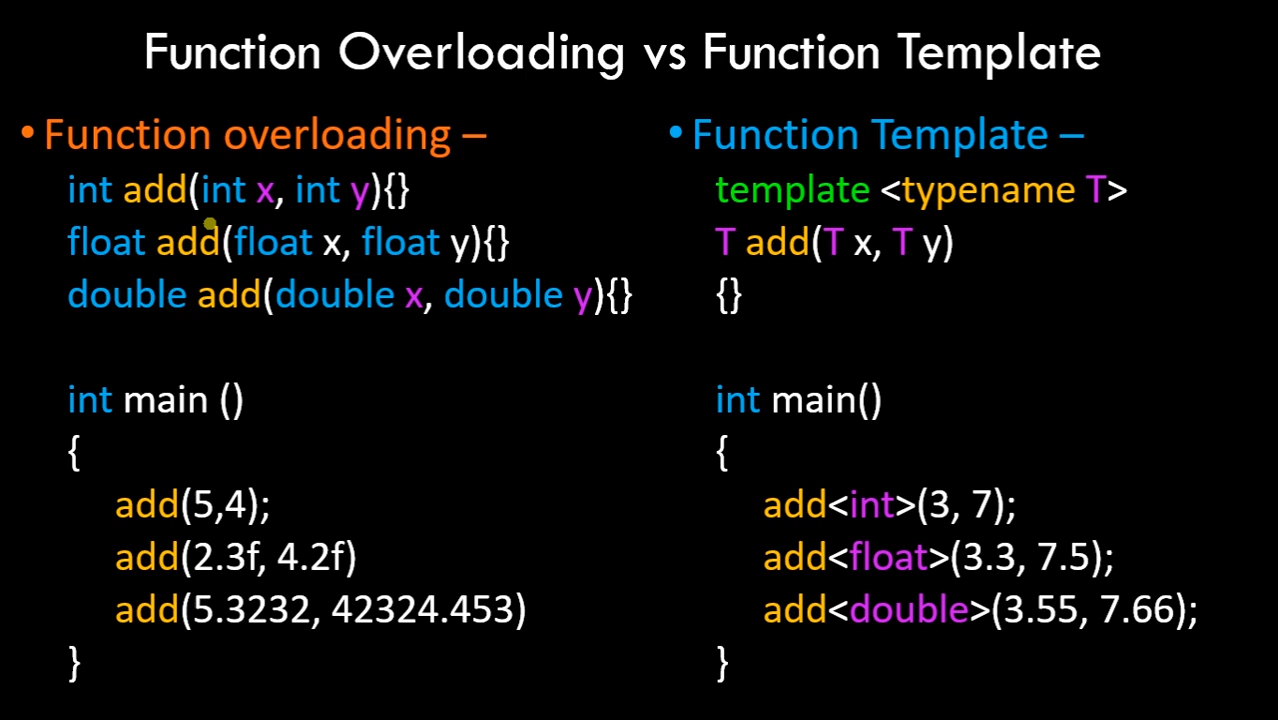 Function Overloading vs Function Template
• Function overloading –
int add(int x, int y){}
float add(float x, float y){}
double add(double x, double y){}
int main ()
{
add(5,4);
add(2.3f, 4.2f)
add(5.3232, 42324.453)
}
• Function Template –
template <typename T>
T add(T x, T y)
{}
int main()
{
add<int>(3, 7);
add<float>(3.3, 7.5);
add<double>(3.55, 7.66);
}